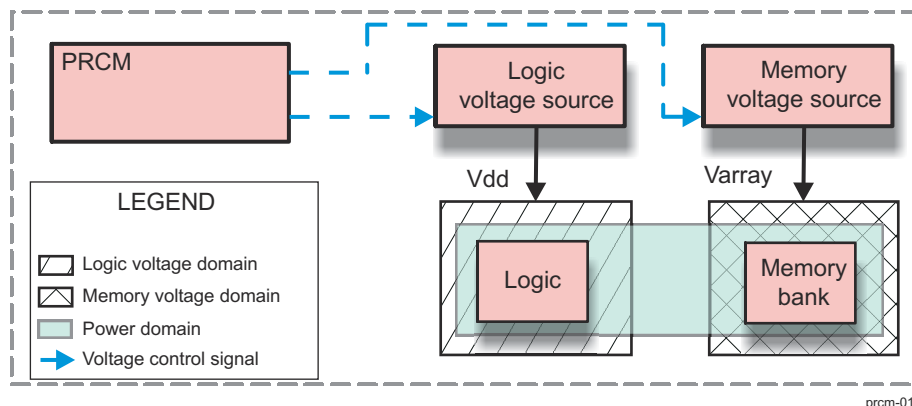 PRCM
Logic
voltage source
Memory
voltage source
Vdd
Varray
LEGEND
Logic voltage domain
Memory voltage domain
Power domain
Voltage control signal
Logic
Memory
bank
prcm-01